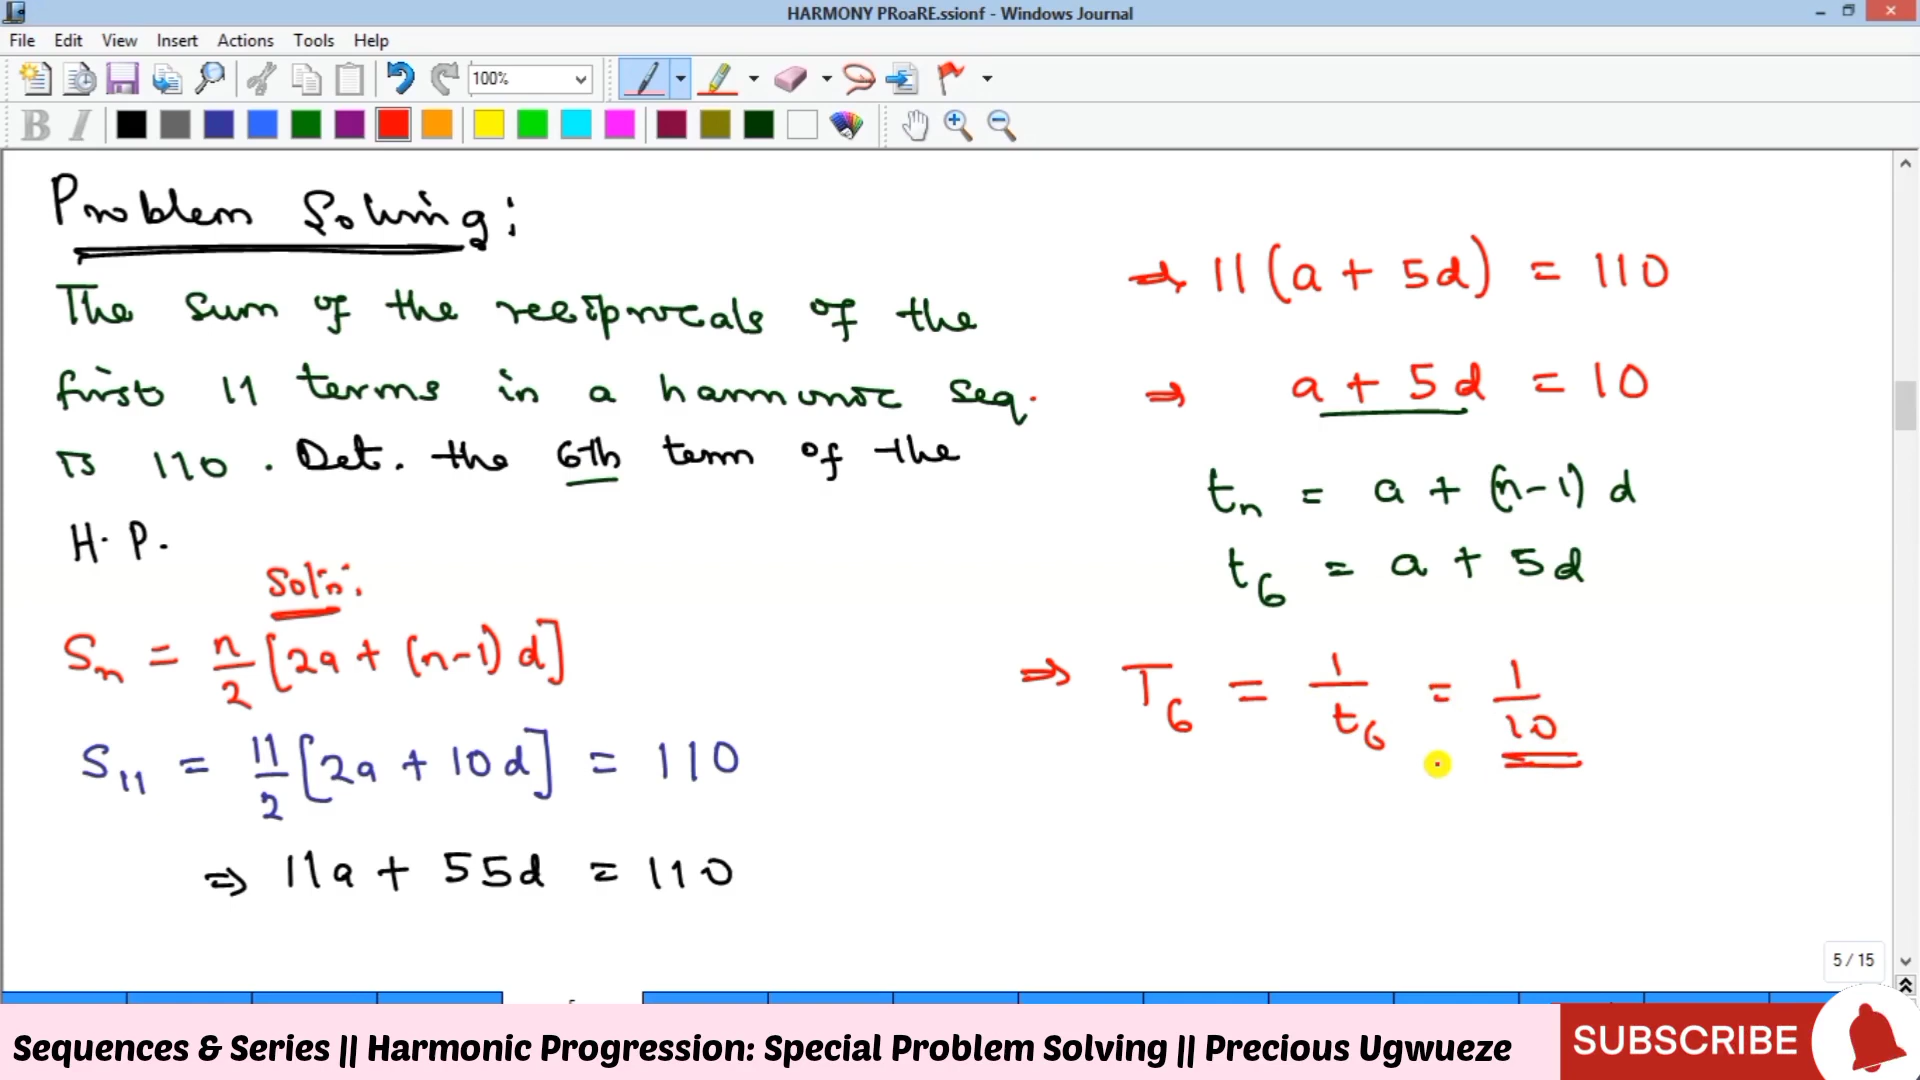 HARMONY PRoaRE.ssionf - Windows Journal
File Edit View Insert Actions Tools Help
100%
B I
Problem Solving:
The sum of the reciprocals of the
first 11 terms in a harmonic seq.
is 110. Det. the 6th term of the
H.P.
Soln:
Sn = n/2 [2a + (n-1)d]
S11 = 11/2 [2a + 10d] = 110
⇒ 11a + 55d = 110
⇒ 11(a + 5d) = 110
⇒ a + 5d = 10
tn = a + (n-1)d
t6 = a + 5d
⇒ T6 = 1/t6 = 1/10
5 / 15
Sequences & Series || Harmonic Progression: Special Problem Solving || Precious Ugwueze
SUBSCRIBE